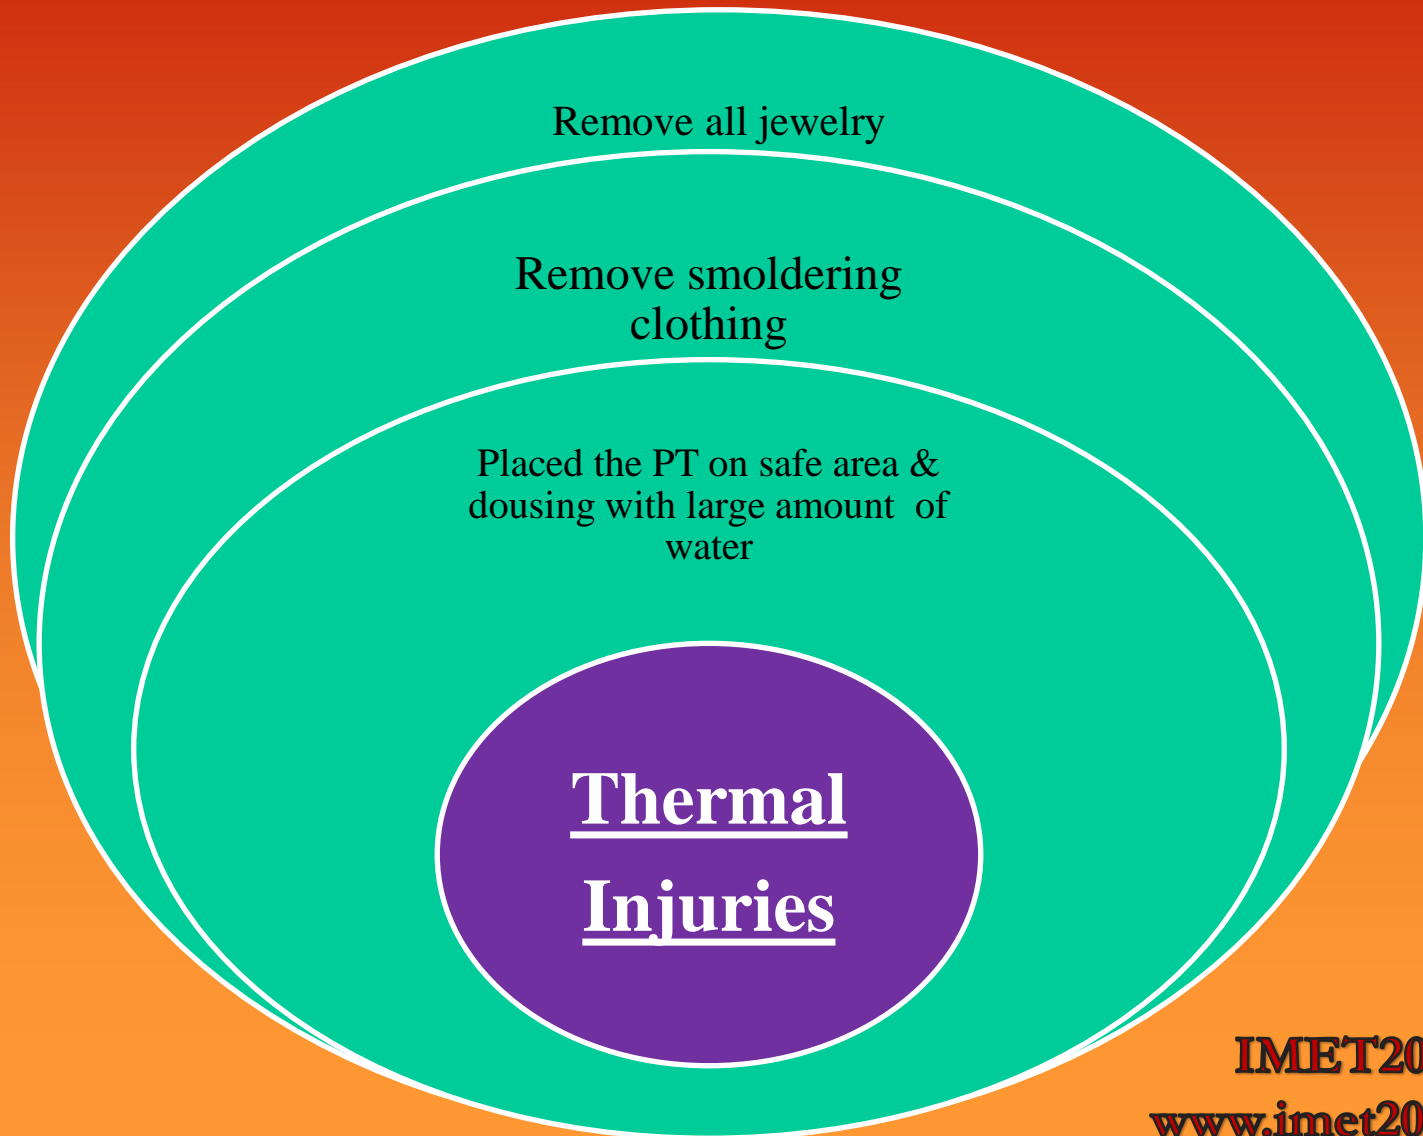 Remove all jewelry
Remove smoldering
clothing
Placed the PT on safe area &
dousing with large amount of
water
Thermal
Injuries
IMET20
www.imet20